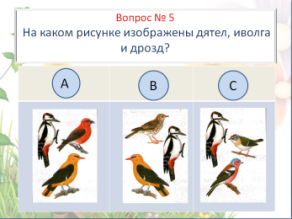 Вопрос № 5
На каком рисунке изображены дятел, иволга
и дрозд?
А В С